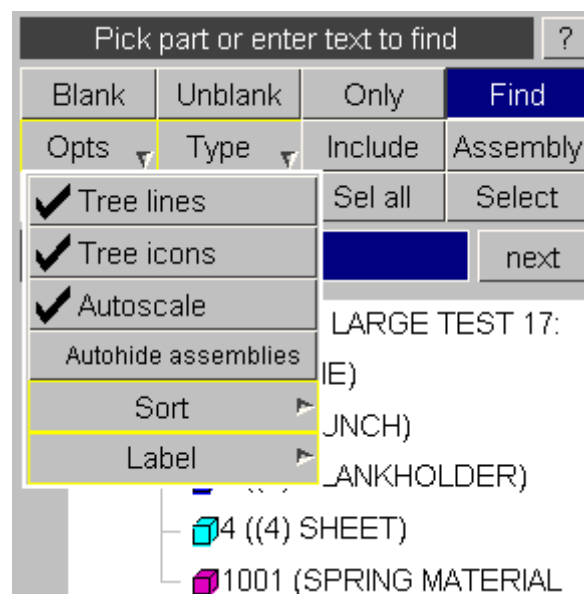 Pick part or enter text to find ?
Blank Unblank Only Find
Opts Type Include Assembly
Tree lines Sel all Select
Tree icons next
Autoscale LARGE TEST 17:
Autohide assemblies
IE)
Sort
JNCH)
Label
LANKHOLDER)
4 ((4) SHEET)
1001 (SPRING MATERIAL